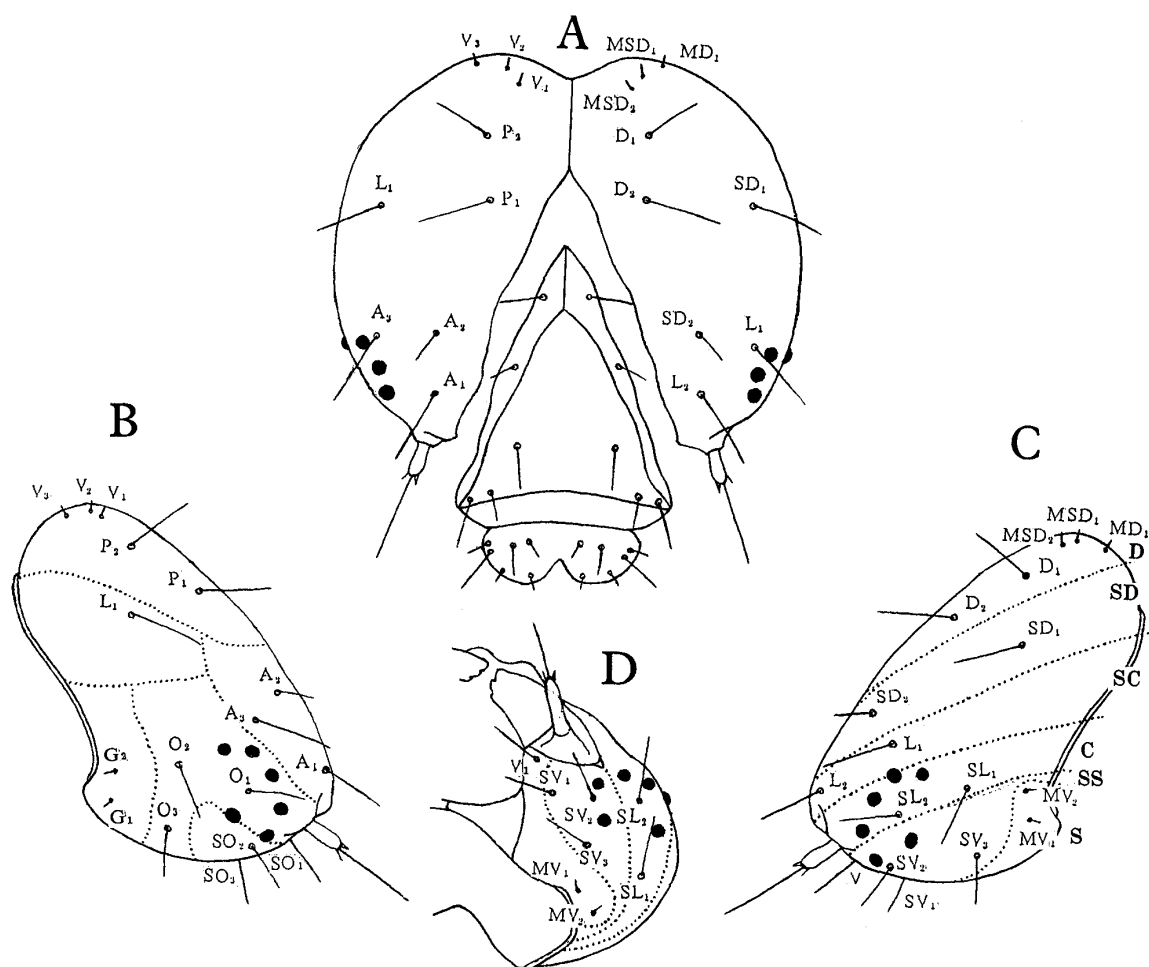 A
V₃ V₂ MSD₁ MD₁
V₁ MSD₂
P₂ D₁
L₁ P₁ D₂ SD₁
A₃ A₂ SD₂ L₁
A₁ L₂
B
V₃ V₂ V₁
P₂
P₁
L₁
A₂
A₃
G₂ O₂ A₁
O₁
G₁ O₃
SO₂ SO₁
SO₃
D
V₁ SV₁
SV₂ SL₂
SV₃
MV₁ SL₁
MV₂
C
MSD₁
MSD₂ MD₁
D
D₁
SD
D₂
SD₁
SC
SD₂
L₁ C
L₂ SL₁ SS
SL₂ MV₂
SV₃ MV₁ S
V SV₂
SV₁